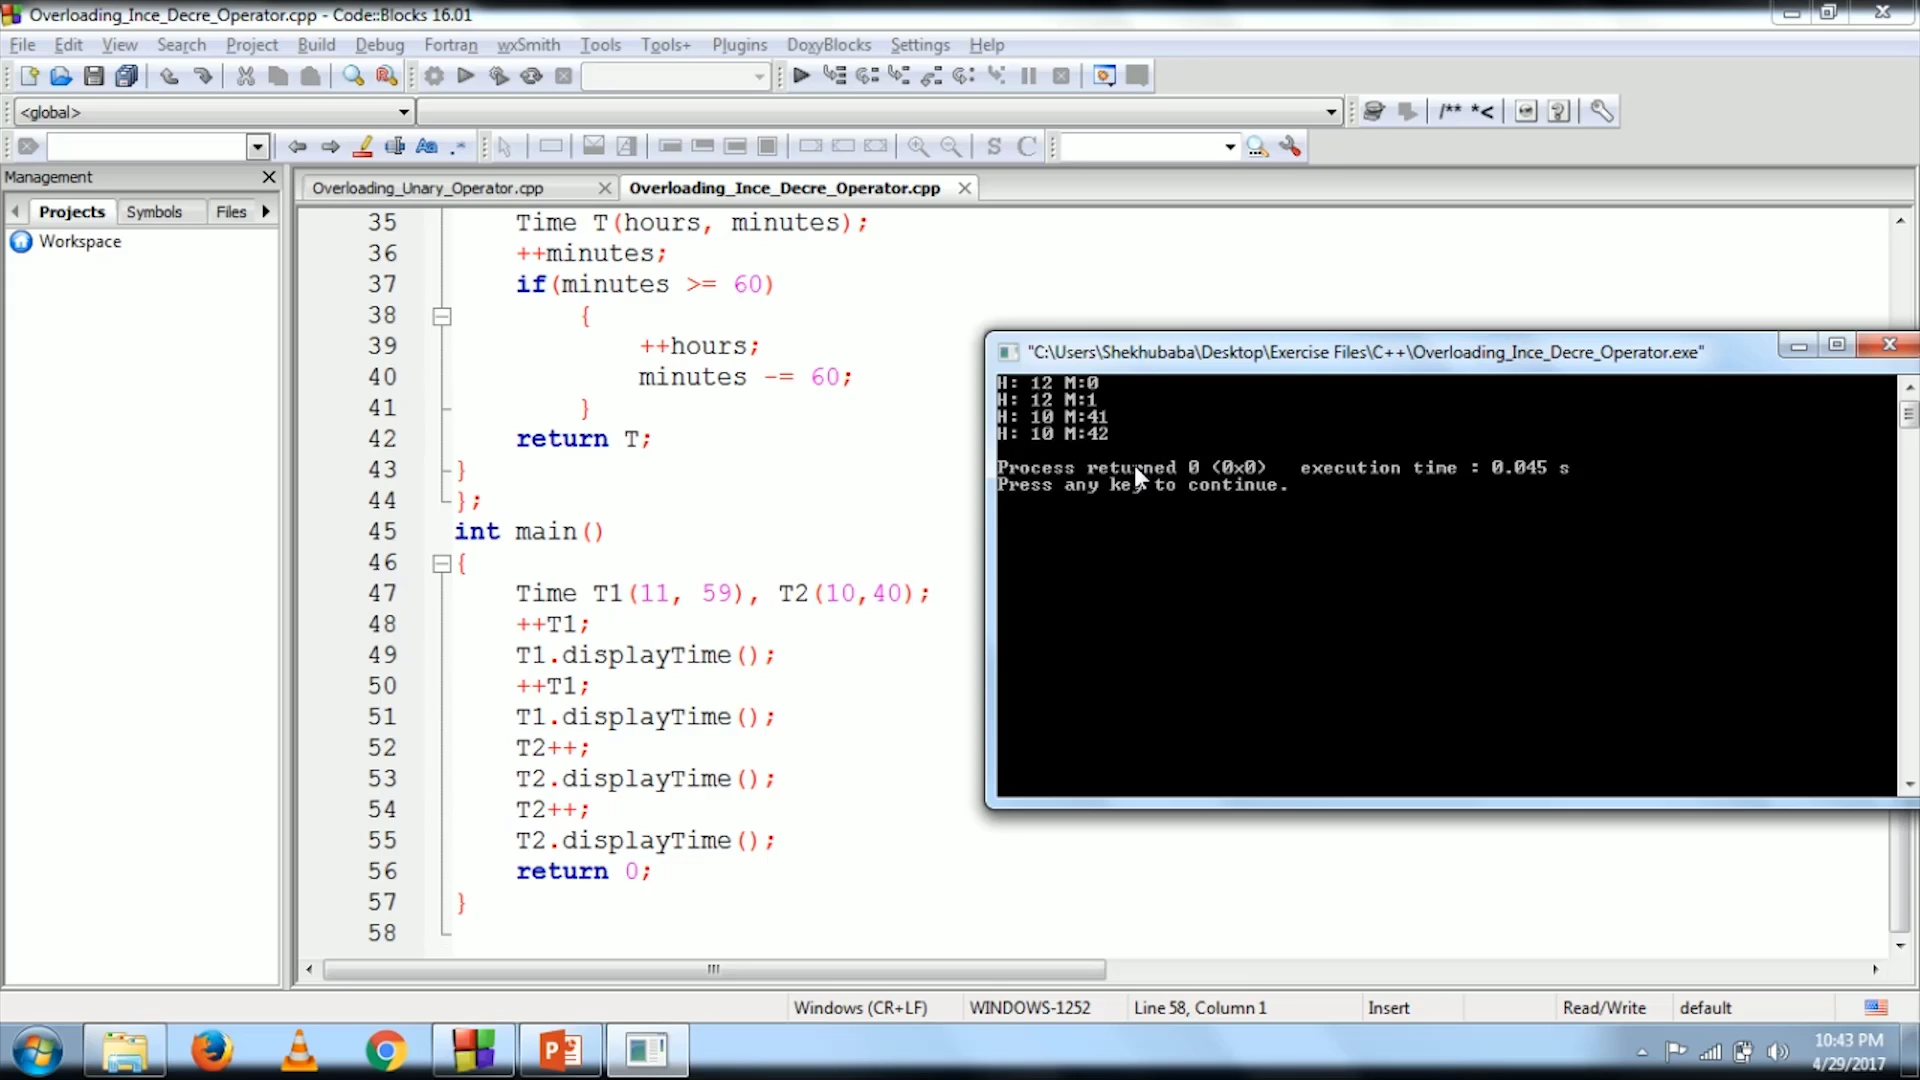 Overloading_Ince_Decre_Operator.cpp - Code::Blocks 16.01
File Edit View Search Project Build Debug Fortran wxSmith Tools Tools+ Plugins DoxyBlocks Settings Help
<global>
/** *<
S C
Management
Projects Symbols Files
Workspace
Overloading_Unary_Operator.cpp
Overloading_Ince_Decre_Operator.cpp
35 Time T(hours, minutes);
36 ++minutes;
37 if(minutes >= 60)
38 {
39 ++hours;
40 minutes -= 60;
41 }
42 return T;
43 }
44 };
45 int main()
46 {
47 Time T1(11, 59), T2(10,40);
48 ++T1;
49 T1.displayTime();
50 ++T1;
51 T1.displayTime();
52 T2++;
53 T2.displayTime();
54 T2++;
55 T2.displayTime();
56 return 0;
57 }
58
"C:\Users\Shekhubaba\Desktop\Exercise Files\C++\Overloading_Ince_Decre_Operator.exe"
H: 12 M:0
H: 12 M:1
H: 10 M:41
H: 10 M:42
Process returned 0 (0x0) execution time : 0.045 s
Press any key to continue.
Windows (CR+LF) WINDOWS-1252 Line 58, Column 1 Insert Read/Write default
10:43 PM
4/29/2017